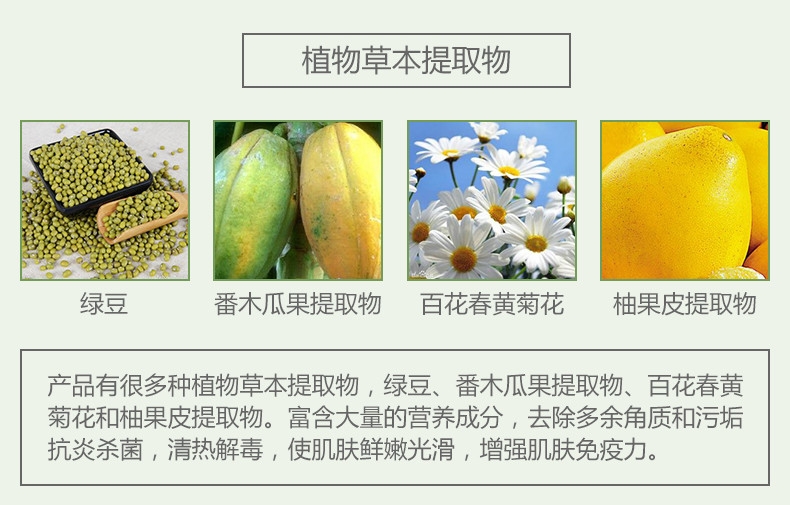 植物草本提取物
绿豆
番木瓜果提取物
百花春黄菊花
柚果皮提取物
产品有很多种植物草本提取物，绿豆、番木瓜果提取物、百花春黄
菊花和柚果皮提取物。富含大量的营养成分，去除多余角质和污垢
抗炎杀菌，清热解毒，使肌肤鲜嫩光滑，增强肌肤免疫力。